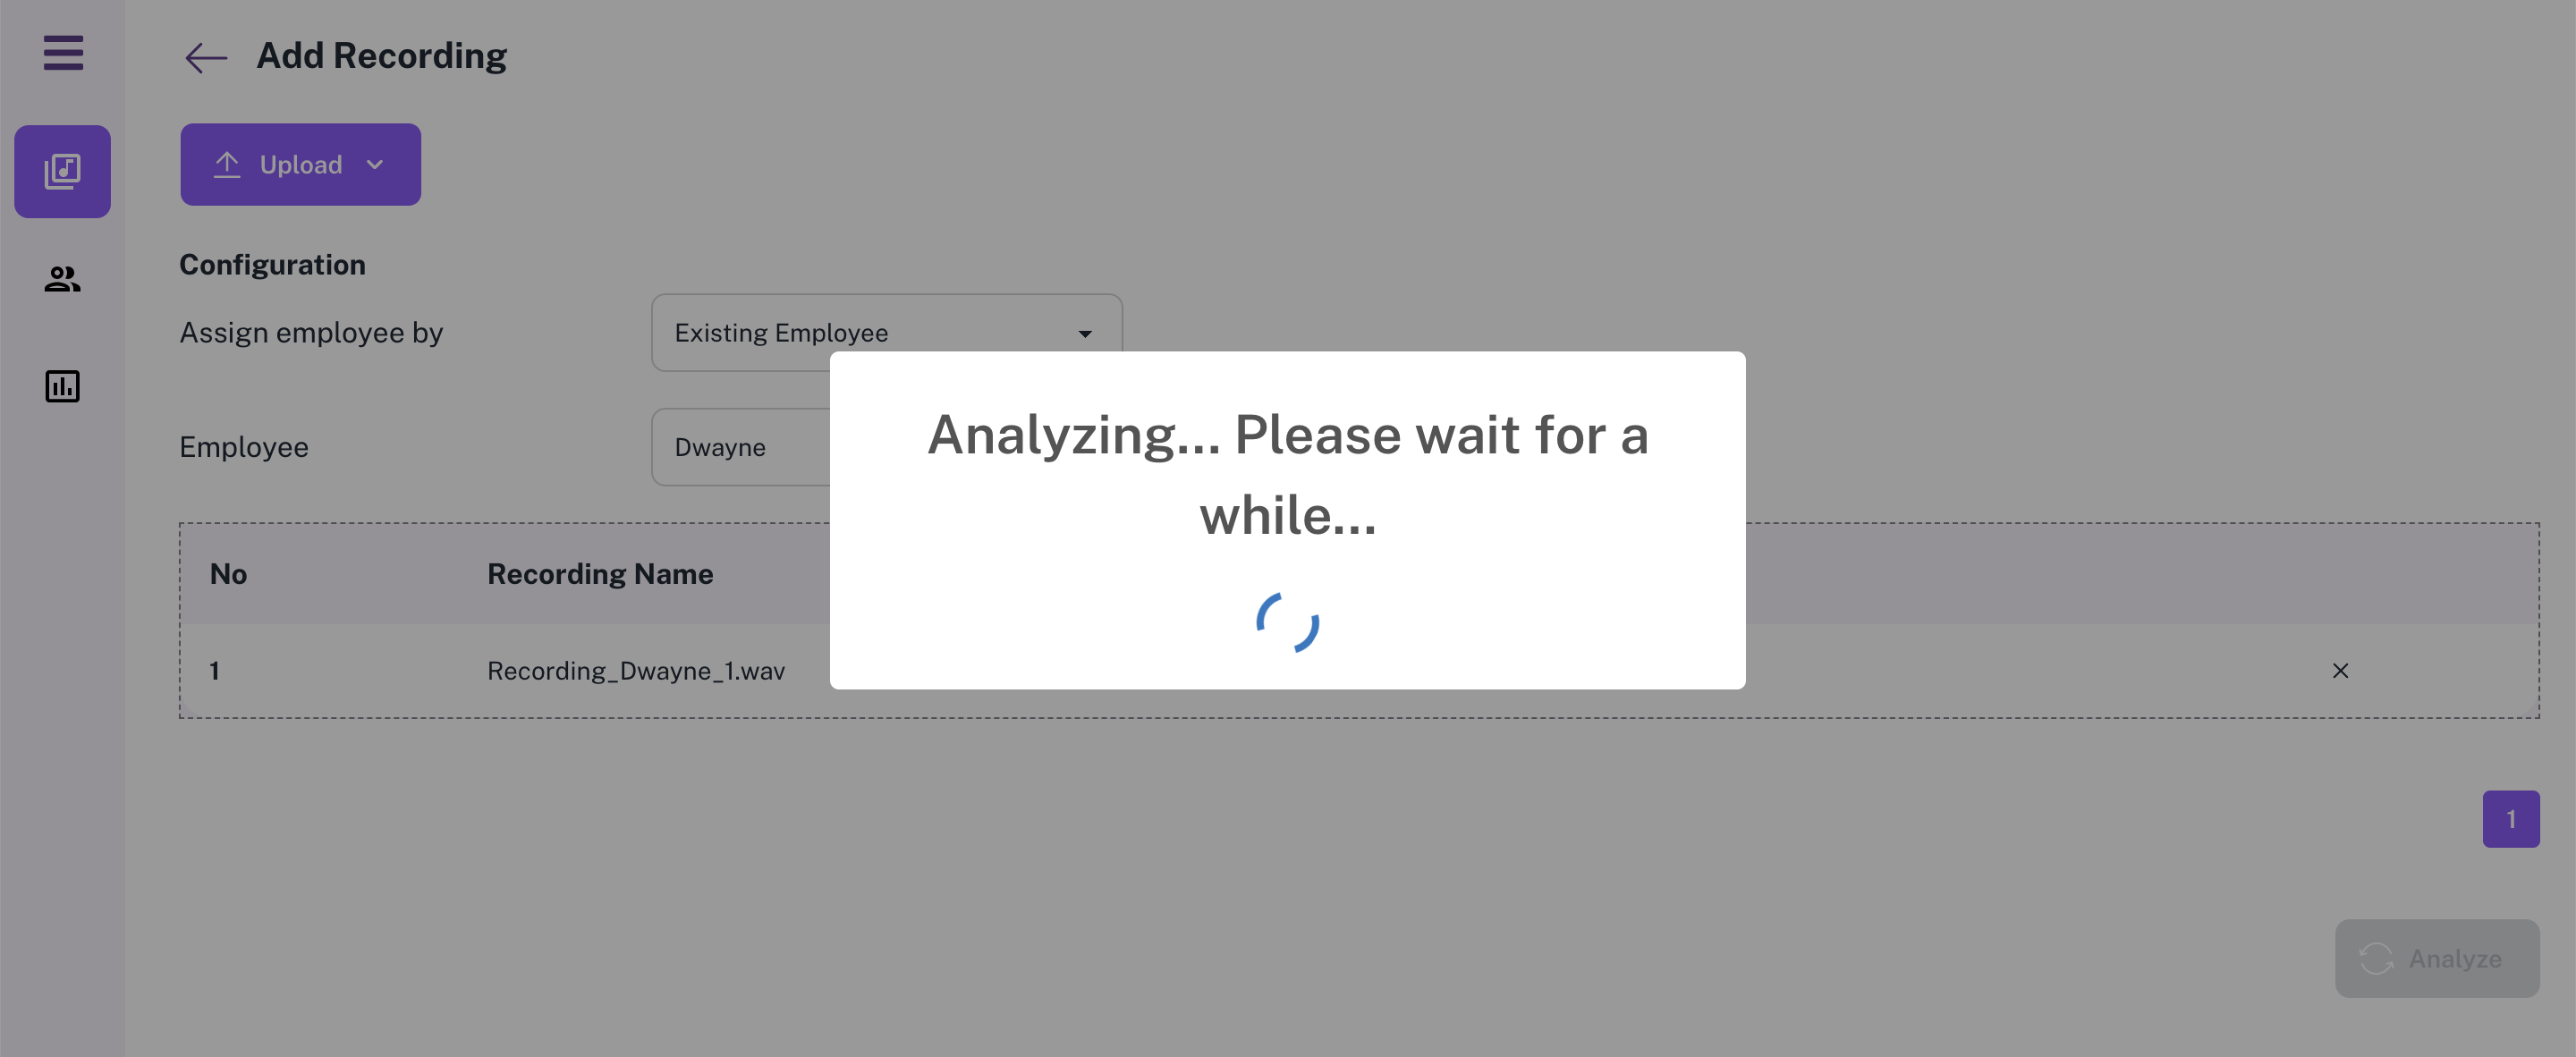 Add Recording
Upload
Configuration
Assign employee by
Existing Employee
Employee
Dwayne
Analyzing... Please wait for a
while...
No
Recording Name
1
Recording_Dwayne_1.wav
1
Analyze